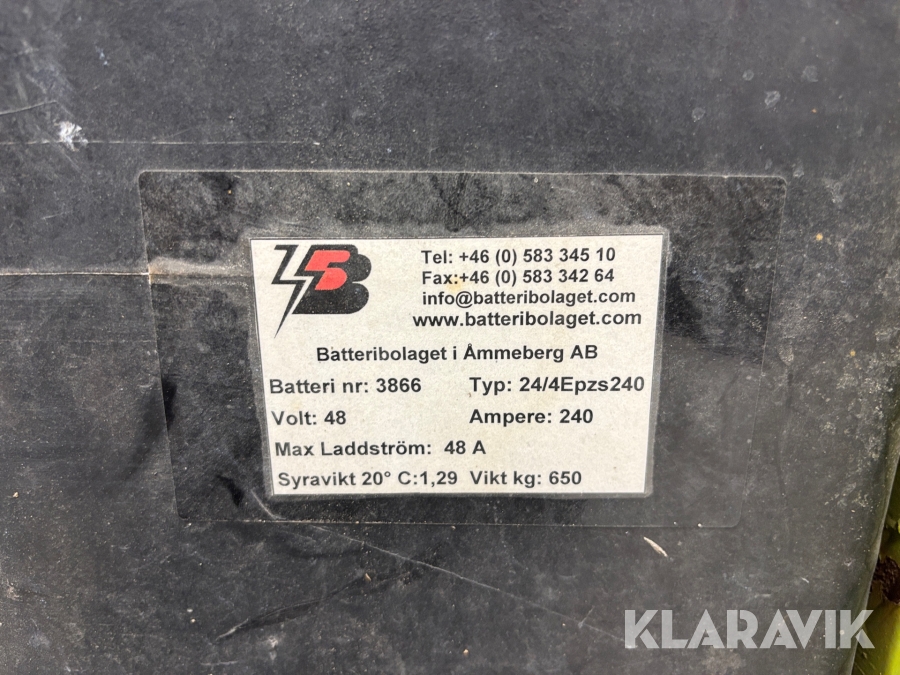 B
Tel: +46 (0) 583 345 10
Fax:+46 (0) 583 342 64
info@batteribolaget.com
www.batteribolaget.com
Batteribolaget i Åmmeberg AB
Batteri nr: 3866 Typ: 24/4Epzs240
Volt: 48 Ampere: 240
Max Laddström: 48 A
Syravikt 20° C:1,29 Vikt kg: 650
KLARAVIK